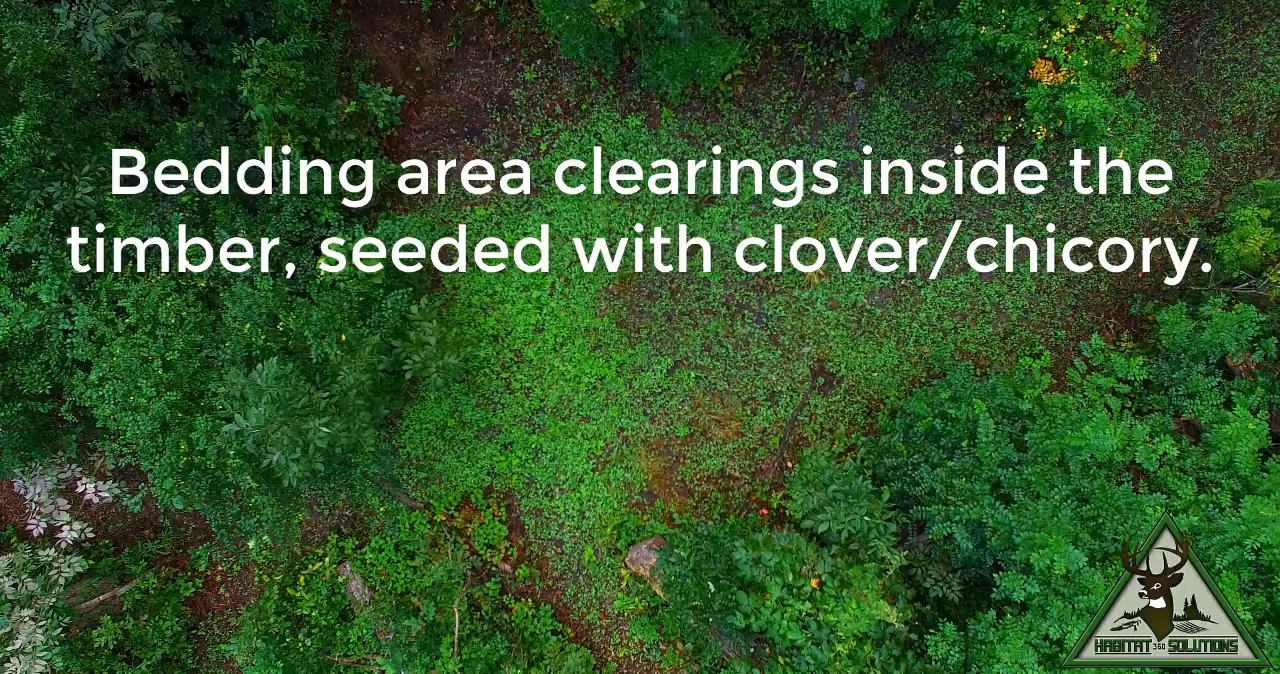 Bedding area clearings inside the
timber, seeded with clover/chicory.
HABITAT 360 SOLUTIONS